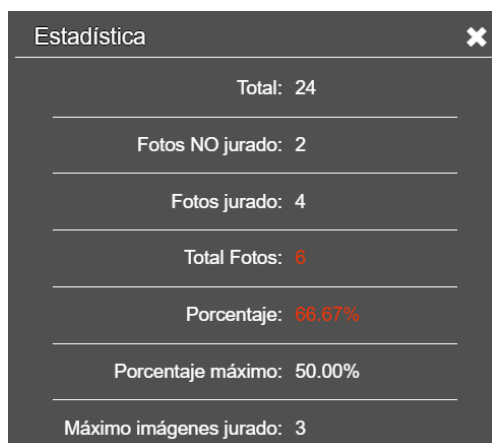 Estadística
Total: 24
Fotos NO jurado: 2
Fotos jurado: 4
Total Fotos: 6
Porcentaje: 66.67%
Porcentaje máximo: 50.00%
Máximo imágenes jurado: 3